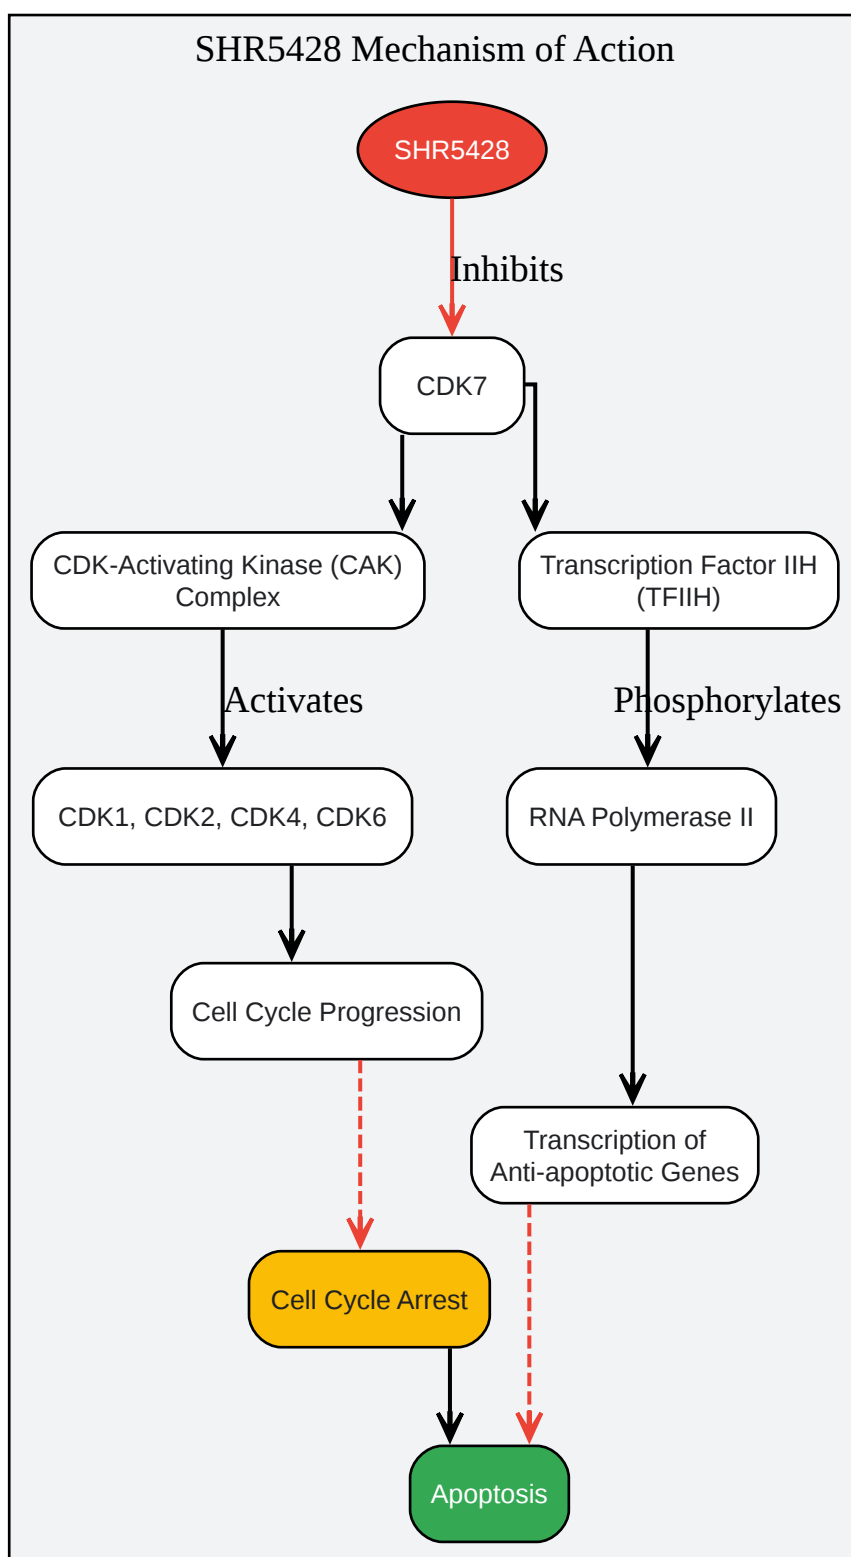 SHR5428 Mechanism of Action
SHR5428
Inhibits
CDK7
CDK-Activating Kinase (CAK)
Complex
Transcription Factor IIH
(TFIIH)
Activates
Phosphorylates
CDK1, CDK2, CDK4, CDK6
RNA Polymerase II
Cell Cycle Progression
Transcription of
Anti-apoptotic Genes
Cell Cycle Arrest
Apoptosis